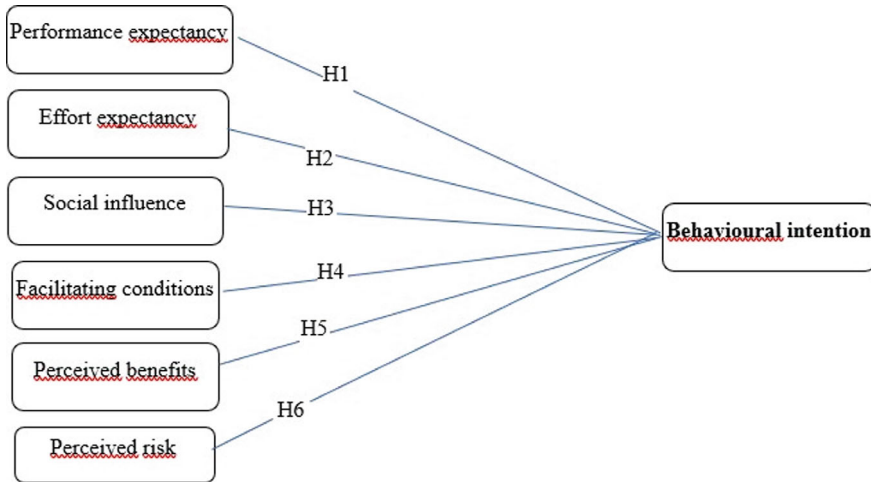 Performance expectancy
H1
Effort expectancy
H2
Social influence
H3
Behavioural intention
Facilitating conditions
H4
Perceived benefits
H5
Perceived risk
H6